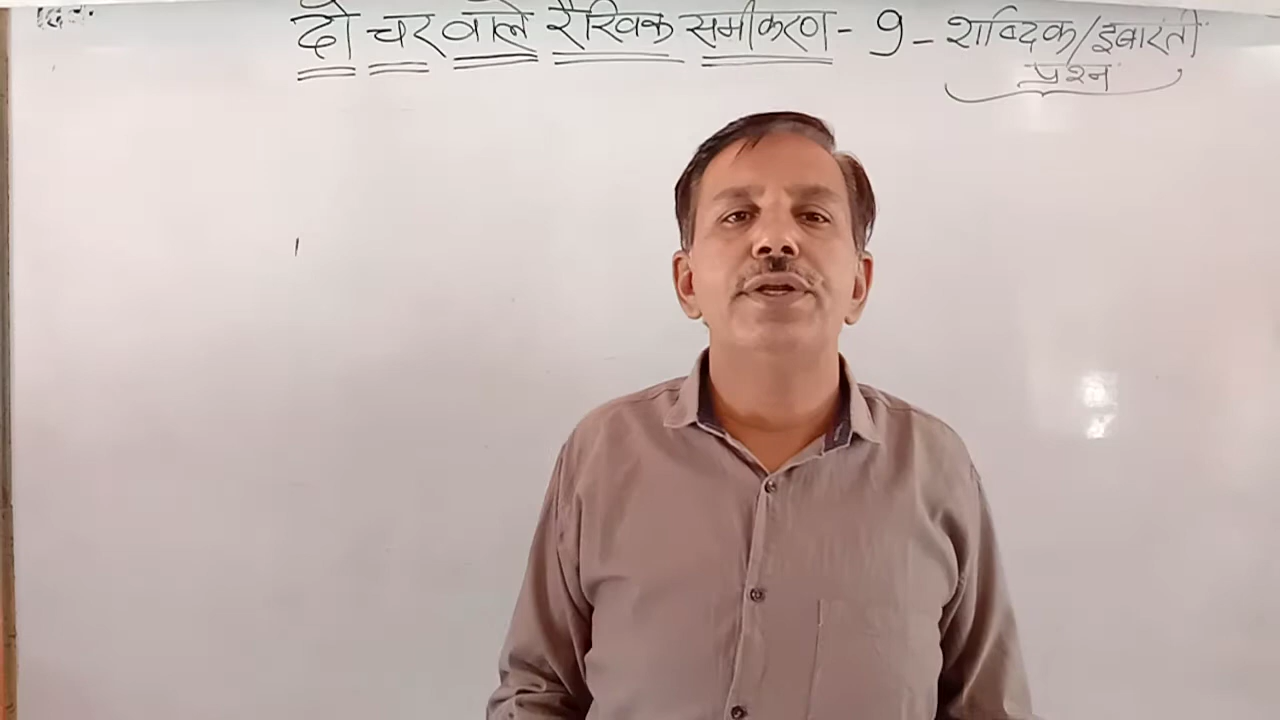 दो चर वाले रैखिक समीकरण - 9 - शाब्दिक/इबारती
प्रश्न